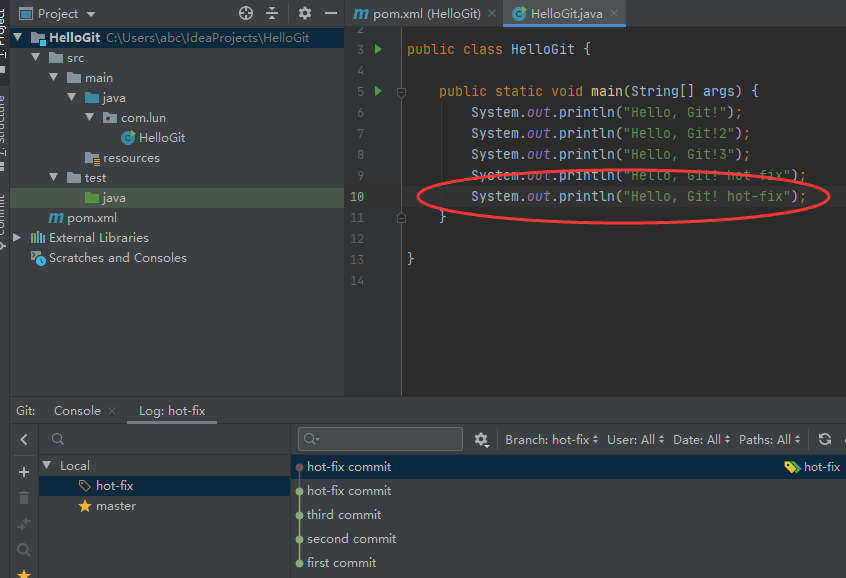 Project
HelloGit C:\Users\abc\IdeaProjects\HelloGit
src
main
java
com.lun
HelloGit
resources
test
java
pom.xml
External Libraries
Scratches and Consoles
1: Project
Z: Structure
Commit
pom.xml (HelloGit)
HelloGit.java
2
3 public class HelloGit {
4
5 public static void main(String[] args) {
6 System.out.println("Hello, Git!");
7 System.out.println("Hello, Git!2");
8 System.out.println("Hello, Git!3");
9 System.out.println("Hello, Git! hot-fix");
10 System.out.println("Hello, Git! hot-fix");
11 }
12
13 }
14
Git: Console Log: hot-fix
Branch: hot-fix User: All Date: All Paths: All
Local
hot-fix
master
hot-fix commit hot-fix
hot-fix commit
third commit
second commit
first commit